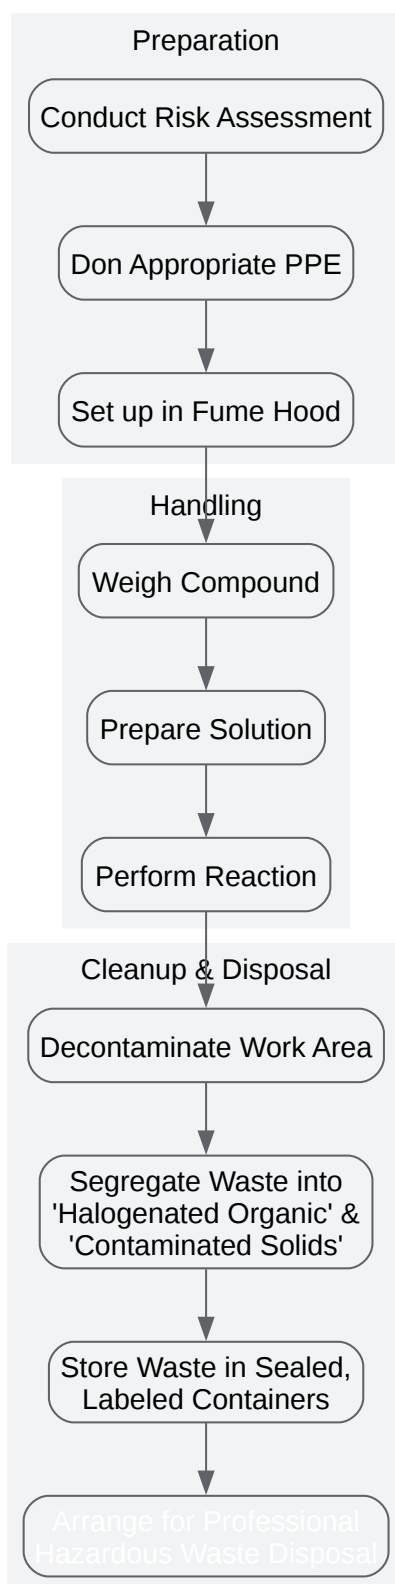 Preparation
Conduct Risk Assessment
Don Appropriate PPE
Set up in Fume Hood
Handling
Weigh Compound
Prepare Solution
Perform Reaction
Cleanup & Disposal
Decontaminate Work Area
Segregate Waste into
'Halogenated Organic' &
'Contaminated Solids'
Store Waste in Sealed,
Labeled Containers
Arrange for Professional
Hazardous Waste Disposal